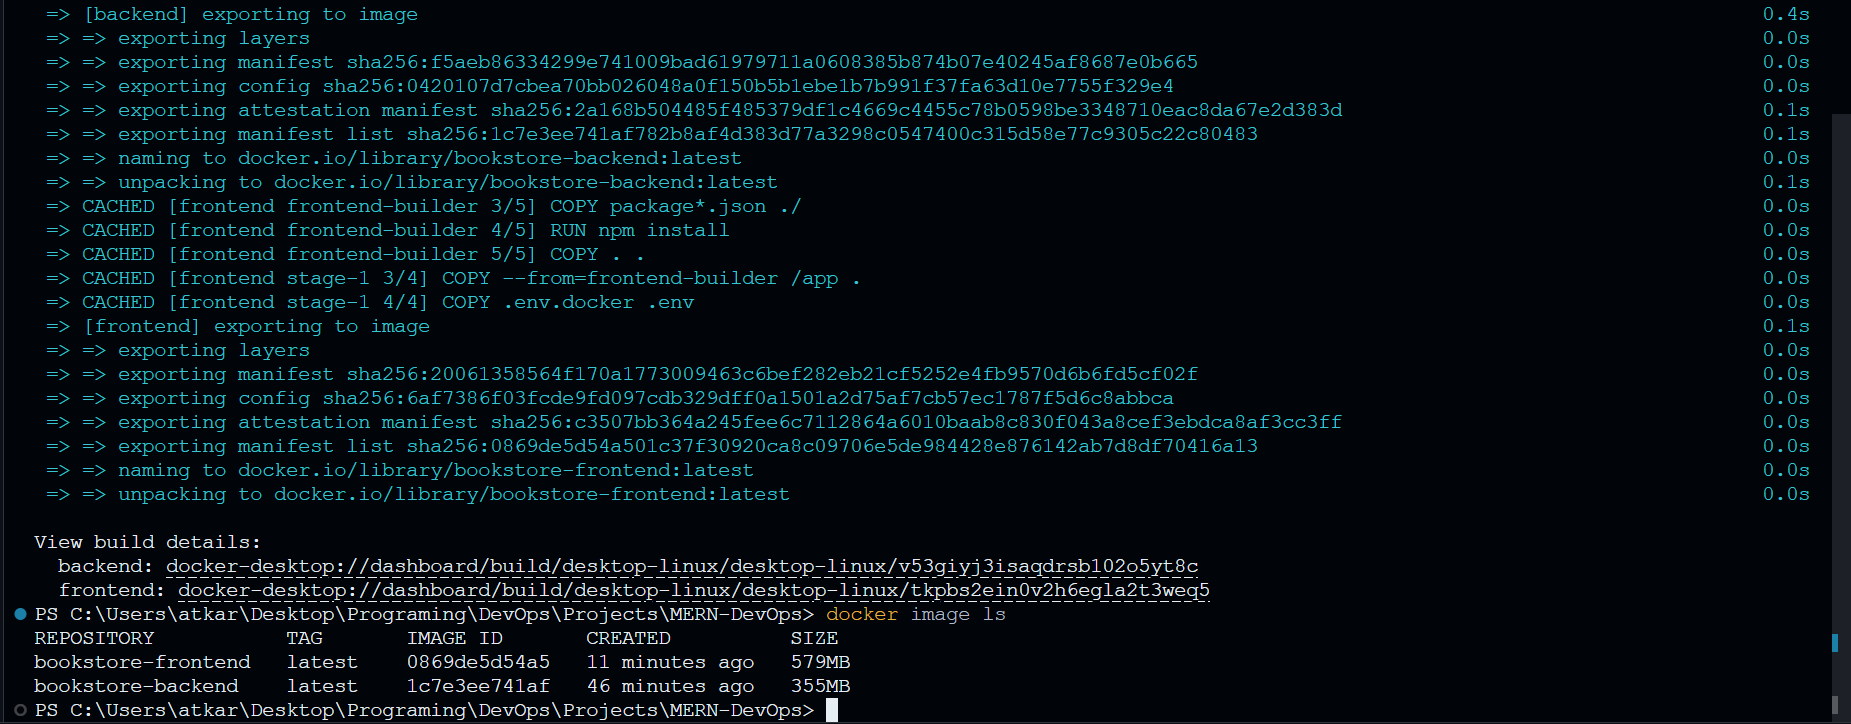 => [backend] exporting to image 0.4s
=> => exporting layers 0.0s
=> => exporting manifest sha256:f5aeb86334299e741009bad61979711a0608385b874b07e40245af8687e0b665 0.0s
=> => exporting config sha256:0420107d7cbea70bb026048a0f150b5b1ebe1b7b991f37fa63d10e7755f329e4 0.0s
=> => exporting attestation manifest sha256:2a168b504485f485379df1c4669c4455c78b0598be3348710eac8da67e2d383d 0.1s
=> => exporting manifest list sha256:1c7e3ee741af782b8af4d383d77a3298c0547400c315d58e77c9305c22c80483 0.1s
=> => naming to docker.io/library/bookstore-backend:latest 0.0s
=> => unpacking to docker.io/library/bookstore-backend:latest 0.1s
=> CACHED [frontend frontend-builder 3/5] COPY package*.json ./ 0.0s
=> CACHED [frontend frontend-builder 4/5] RUN npm install 0.0s
=> CACHED [frontend frontend-builder 5/5] COPY . . 0.0s
=> CACHED [frontend stage-1 3/4] COPY --from=frontend-builder /app . 0.0s
=> CACHED [frontend stage-1 4/4] COPY .env.docker .env 0.0s
=> [frontend] exporting to image 0.1s
=> => exporting layers 0.0s
=> => exporting manifest sha256:20061358564f170a1773009463c6bef282eb21cf5252e4fb9570d6b6fd5cf02f 0.0s
=> => exporting config sha256:6af7386f03fcde9fd097cdb329dff0a1501a2d75af7cb57ec1787f5d6c8abbca 0.0s
=> => exporting attestation manifest sha256:c3507bb364a245fee6c7112864a6010baab8c830f043a8cef3ebdca8af3cc3ff 0.0s
=> => exporting manifest list sha256:0869de5d54a501c37f30920ca8c09706e5de984428e876142ab7d8df70416a13 0.0s
=> => naming to docker.io/library/bookstore-frontend:latest 0.0s
=> => unpacking to docker.io/library/bookstore-frontend:latest 0.0s
View build details:
backend: docker-desktop://dashboard/build/desktop-linux/desktop-linux/v53giyj3isaqdrsb102o5yt8c
frontend: docker-desktop://dashboard/build/desktop-linux/desktop-linux/tkpbs2ein0v2h6egla2t3weq5
PS C:\Users\atkar\Desktop\Programing\DevOps\Projects\MERN-DevOps> docker image ls
REPOSITORY TAG IMAGE ID CREATED SIZE
bookstore-frontend latest 0869de5d54a5 11 minutes ago 579MB
bookstore-backend latest 1c7e3ee741af 46 minutes ago 355MB
PS C:\Users\atkar\Desktop\Programing\DevOps\Projects\MERN-DevOps>